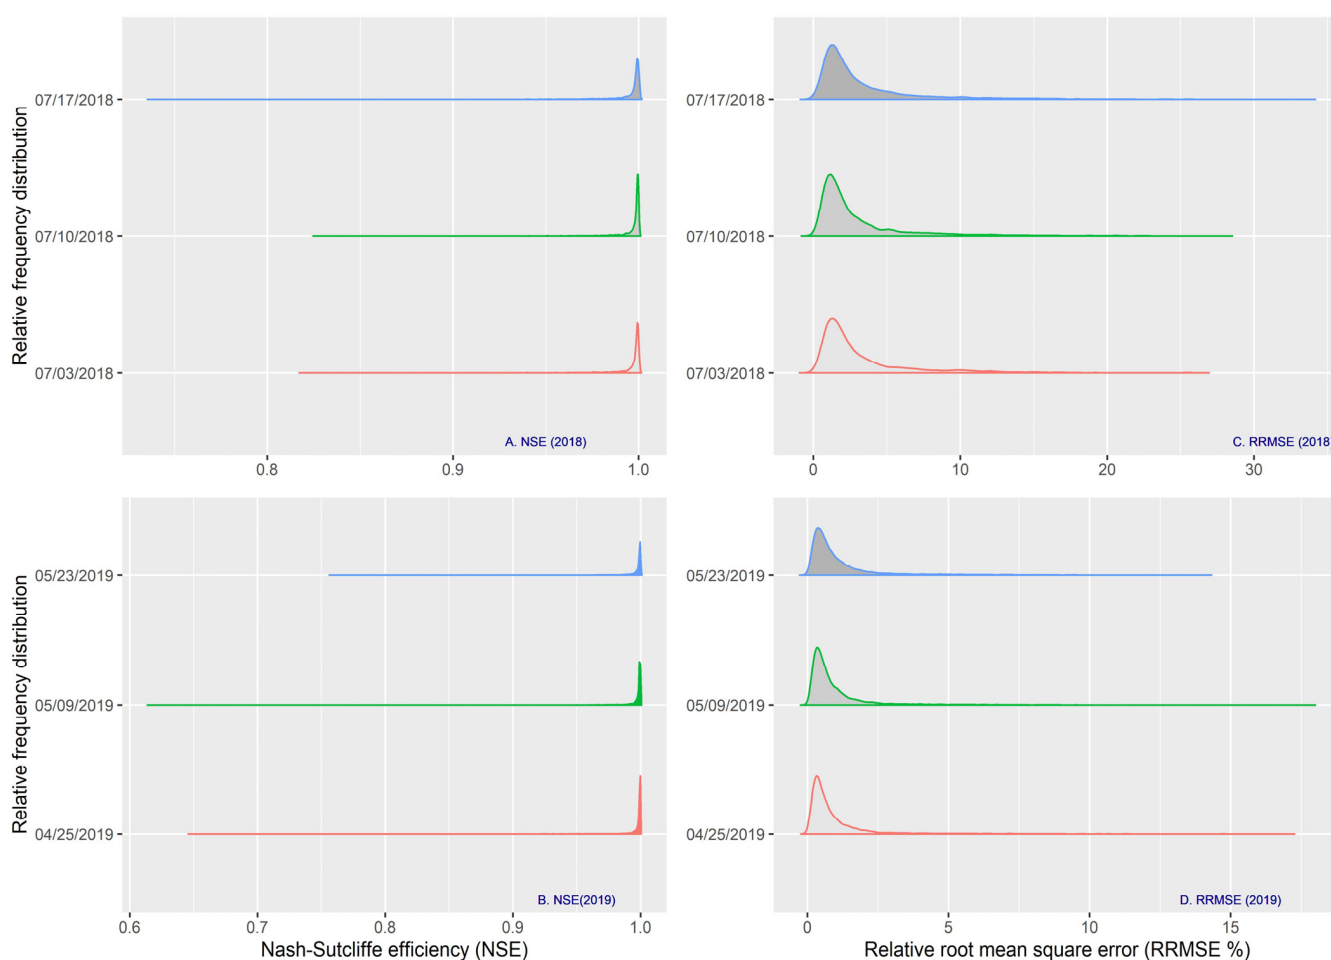 Relative frequency distribution
07/17/2018
07/10/2018
07/03/2018
A. NSE (2018)
0.8 0.9 1.0
07/17/2018
07/10/2018
07/03/2018
C. RRMSE (2018
0 10 20 30
Relative frequency distribution
05/23/2019
05/09/2019
04/25/2019
B. NSE(2019)
0.6 0.7 0.8 0.9 1.0
Nash-Sutcliffe efficiency (NSE)
05/23/2019
05/09/2019
04/25/2019
D. RRMSE (2019)
0 5 10 15
Relative root mean square error (RRMSE %)